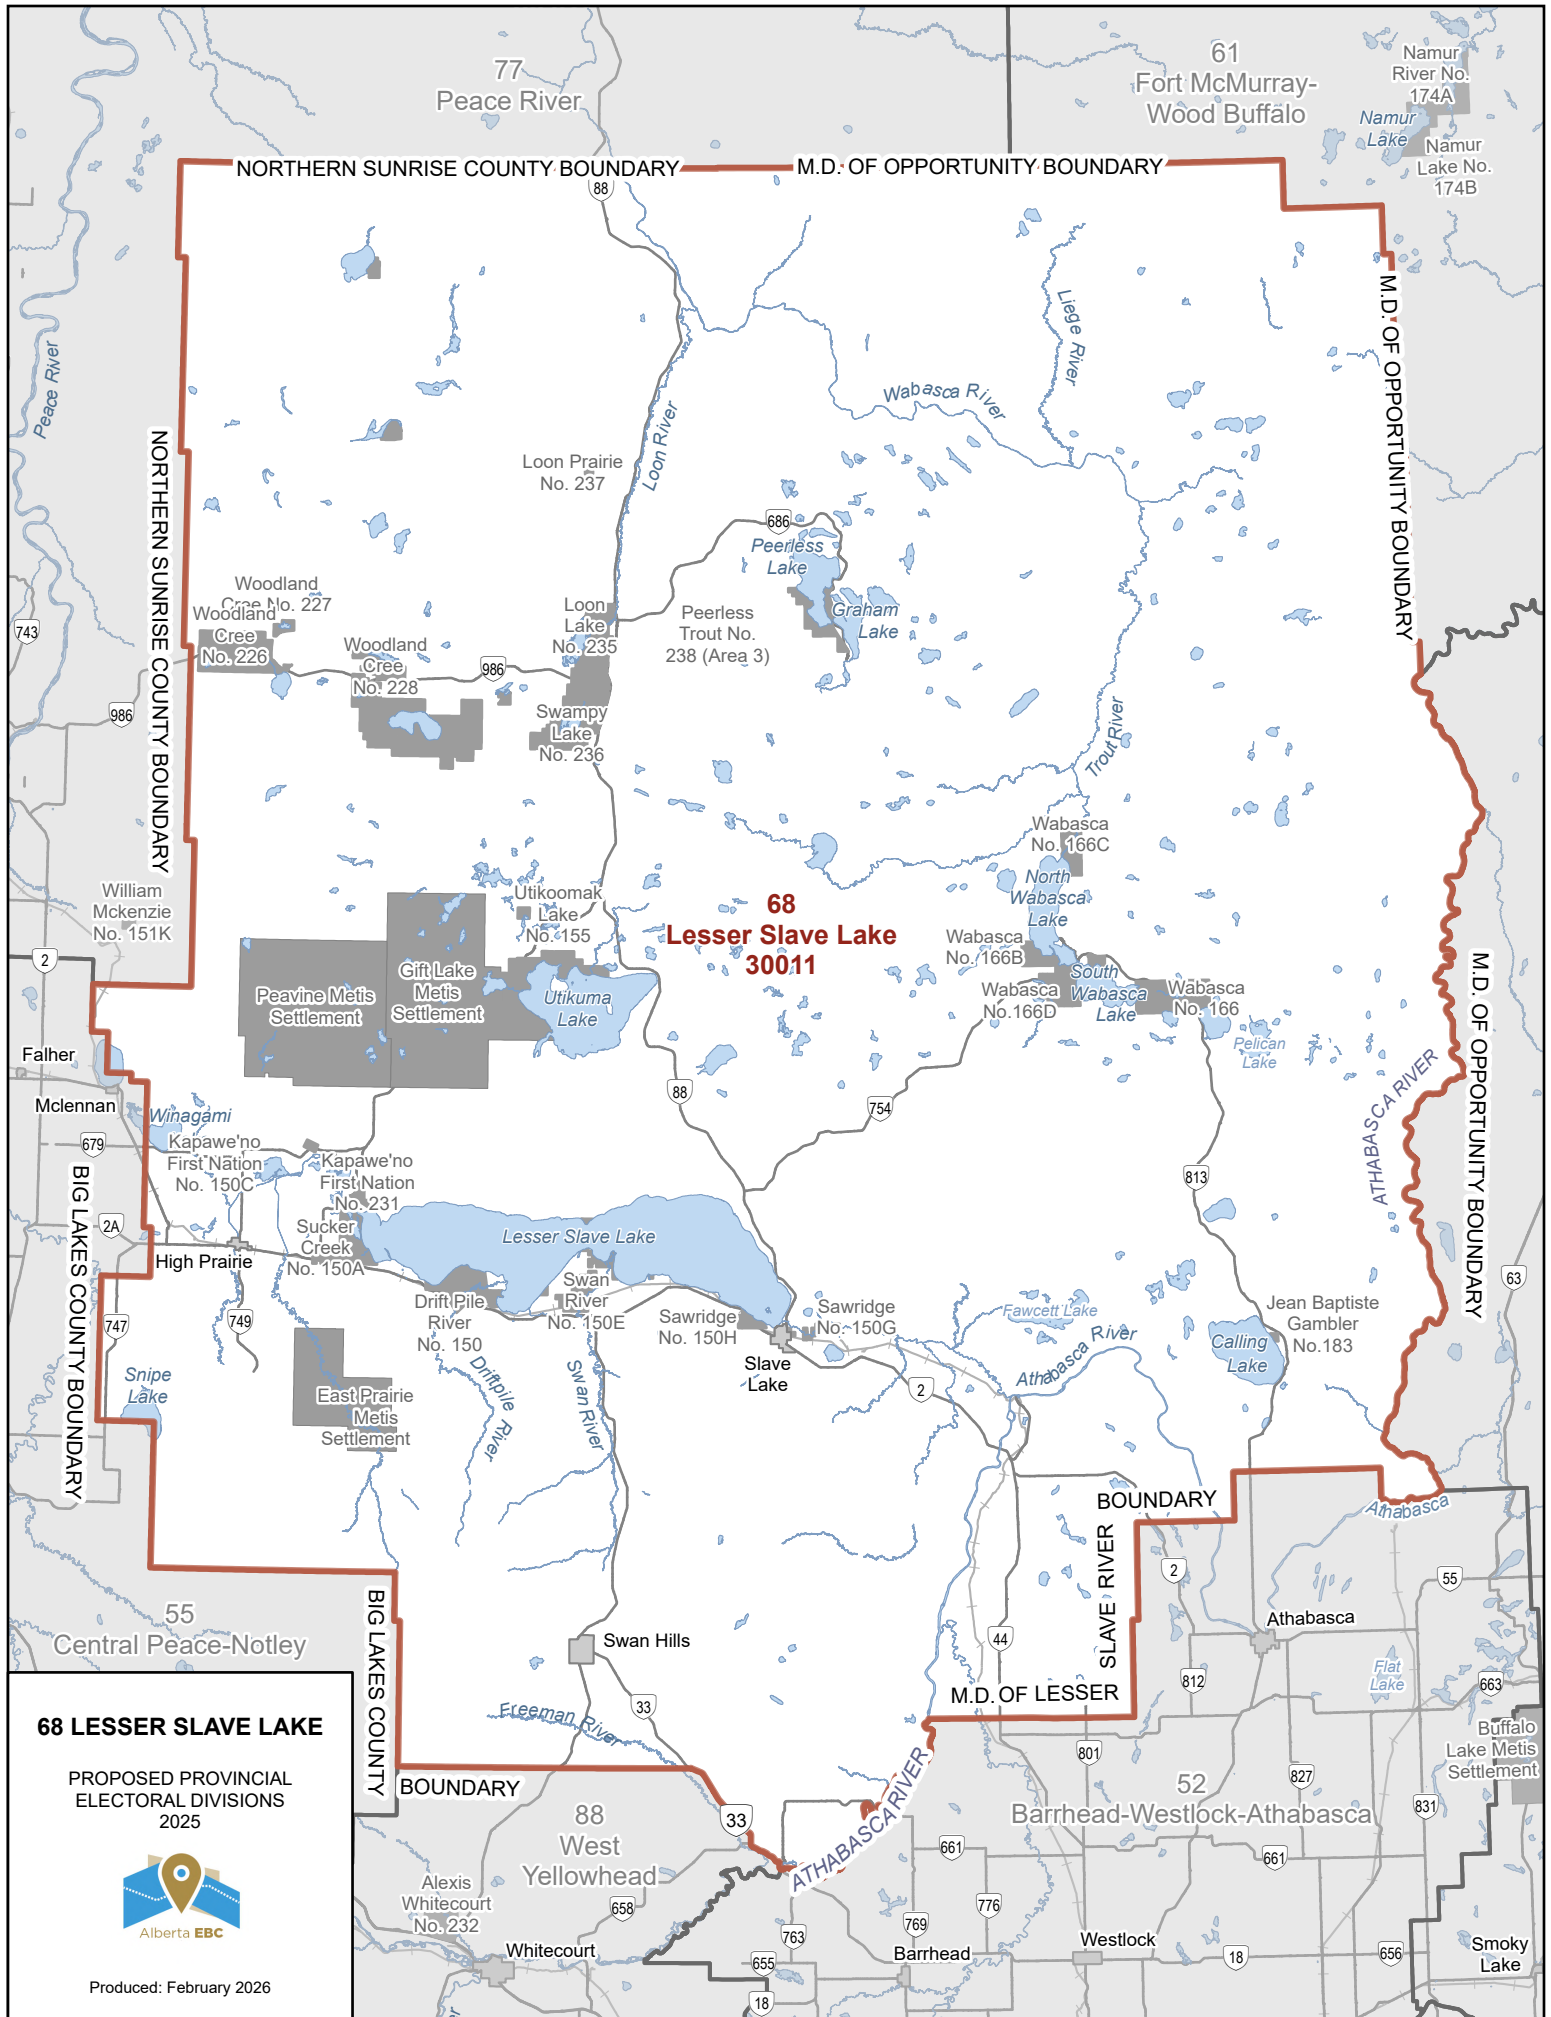 77
Peace River
61
Fort McMurray-
Wood Buffalo
Namur
River No.
174A
Namur
Lake
Namur
Lake No.
174B
NORTHERN SUNRISE COUNTY BOUNDARY
M.D. OF OPPORTUNITY BOUNDARY
88
Peace River
Liege River
M.D. OF OPPORTUNITY BOUNDARY
Wabasca River
Loon River
NORTHERN SUNRISE COUNTY BOUNDARY
Loon Prairie
No. 237
686
Peerless
Lake
Graham
Lake
Peerless
Trout No.
238 (Area 3)
Woodland
Cree No. 227
Woodland
Cree
No. 226
Woodland
Cree
No. 228
Loon
Lake
No. 235
743
986
986
Swampy
Lake
No. 236
Trout River
Wabasca
No. 166C
North
Wabasca
Lake
William
Mckenzie
No. 151K
Utikoomak
Lake
No. 155
68
Lesser Slave Lake
30011
Wabasca
No. 166B
South
Wabasca
Lake
Wabasca
No.166D
Wabasca
No. 166
2
Peavine Metis
Settlement
Gift Lake
Metis
Settlement
Utikuma
Lake
Pelican
Lake
M.D. OF OPPORTUNITY BOUNDARY
Falher
Mclennan
88
754
ATHABASCA RIVER
Winagami
679
Kapawe'no
First Nation
No. 150C
Kapawe'no
First Nation
No. 231
813
BIG LAKES COUNTY BOUNDARY
2A
Sucker
Creek
No. 150A
High Prairie
Lesser Slave Lake
63
747
749
Drift Pile
River
No. 150
Swan
River
No. 150E
Sawridge
No. 150H
Sawridge
No. 150G
Slave
Lake
Fawcett Lake
Athabasca River
Jean Baptiste
Gambler
No.183
Calling
Lake
Snipe
Lake
East Prairie
Metis
Settlement
Driftpile River
Swan River
2
BOUNDARY
Athabasca
SLAVE RIVER
2
55
55
Central Peace-Notley
BIG LAKES COUNTY
Swan Hills
44
Athabasca
812
Flat
Lake
663
33
M.D. OF LESSER
Freeman River
Buffalo
Lake Metis
Settlement
68 LESSER SLAVE LAKE
PROPOSED PROVINCIAL
ELECTORAL DIVISIONS
2025
Alberta EBC
Produced: February 2026
BOUNDARY
801
827
831
88
West
Yellowhead
33
ATHABASCA RIVER
52
Barrhead-Westlock-Athabasca
661
661
Alexis
Whitecourt
No. 232
658
776
769
763
Whitecourt
Barrhead
Westlock
18
656
Smoky
Lake
655
18